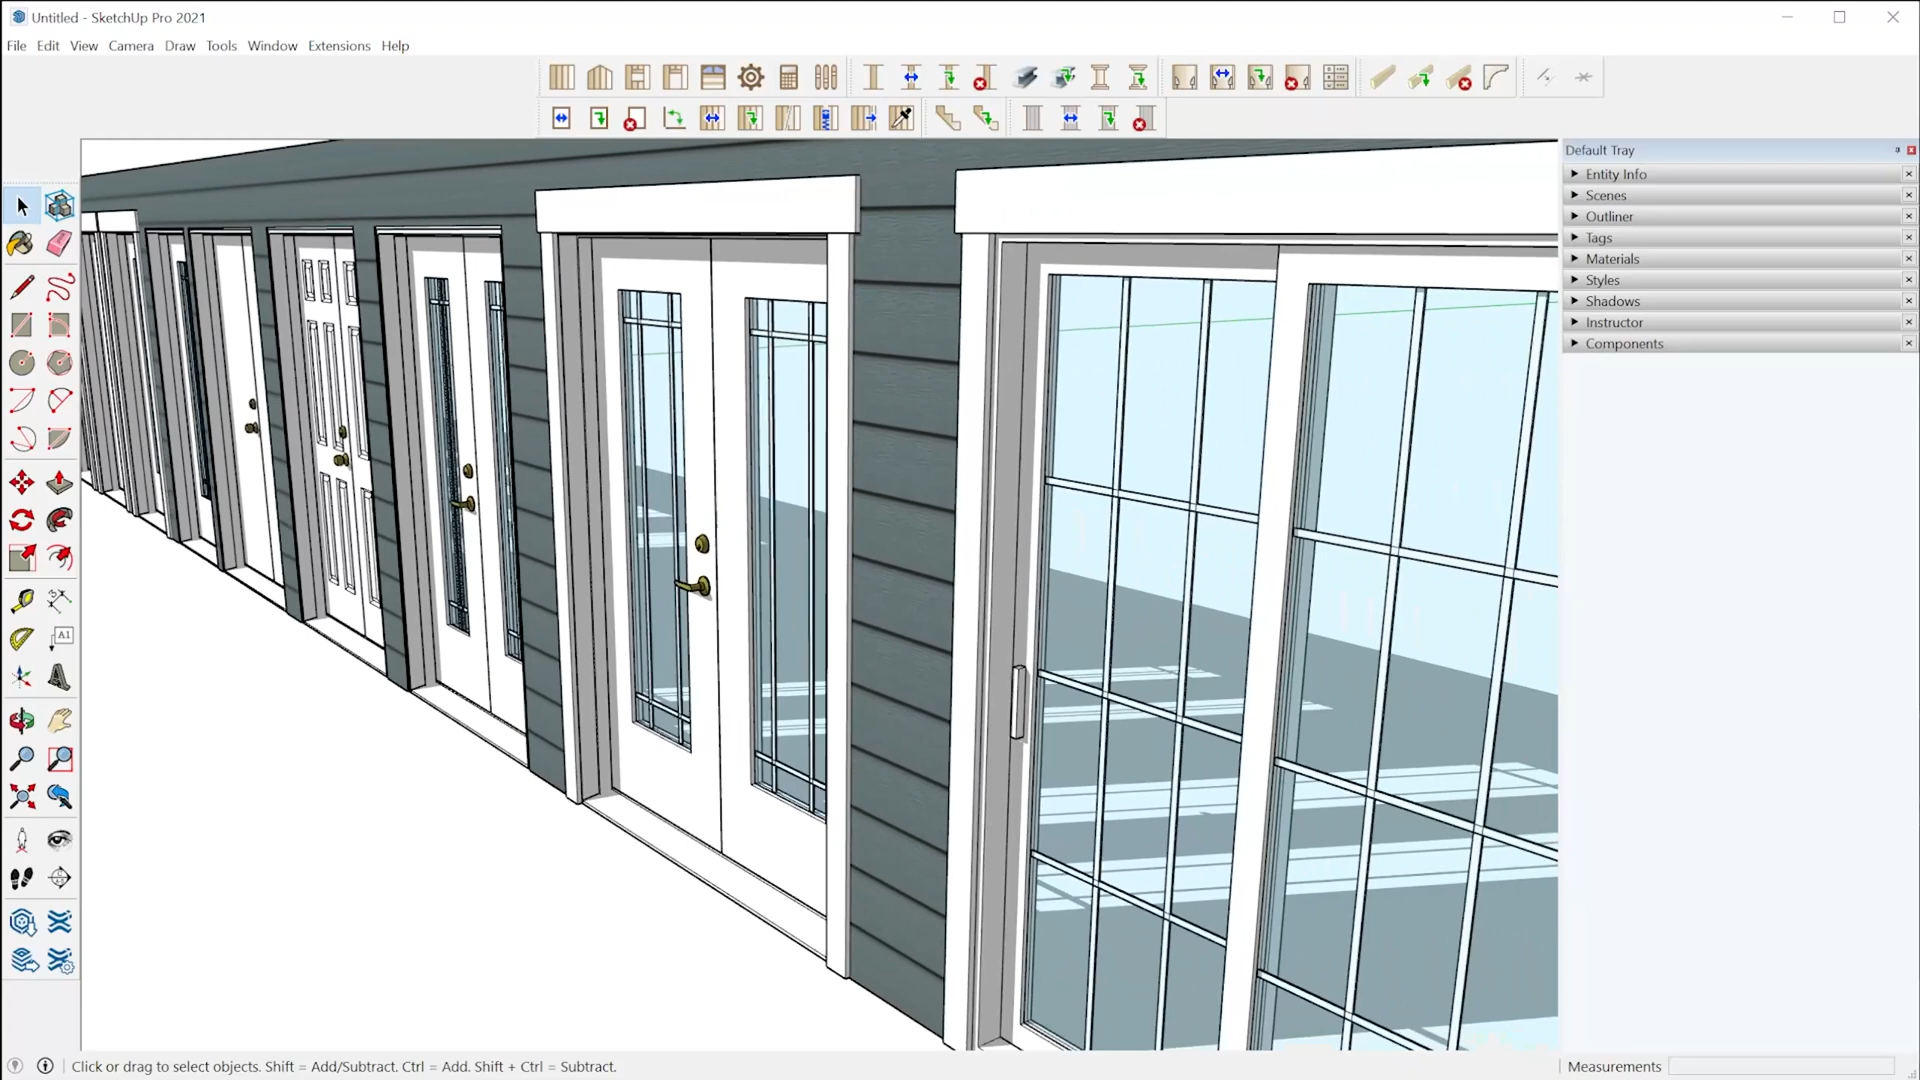 Untitled - SketchUp Pro 2021
File Edit View Camera Draw Tools Window Extensions Help
Default Tray
Entity Info
Scenes
Outliner
Tags
Materials
Styles
Shadows
Instructor
Components
A1
Click or drag to select objects. Shift = Add/Subtract. Ctrl = Add. Shift + Ctrl = Subtract.
Measurements